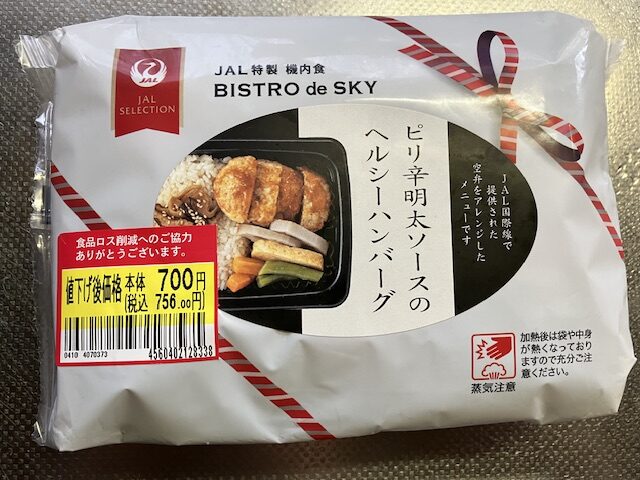 JAL
JAL
SELECTION
JAL特製 機内食
BISTRO de SKY
ピリ辛明太ソースの
ヘルシーハンバーグ
JAL国際線で
提供された
空弁をアレンジした
メニューです
食品ロス削減へのご協力
ありがとうございます。
値下げ後価格 本体 700円
(税込 756.00円)
0410 4070373
4560402128338
加熱後は袋や中身
が熱くなっており
ますので充分ご注
意ください。
蒸気注意